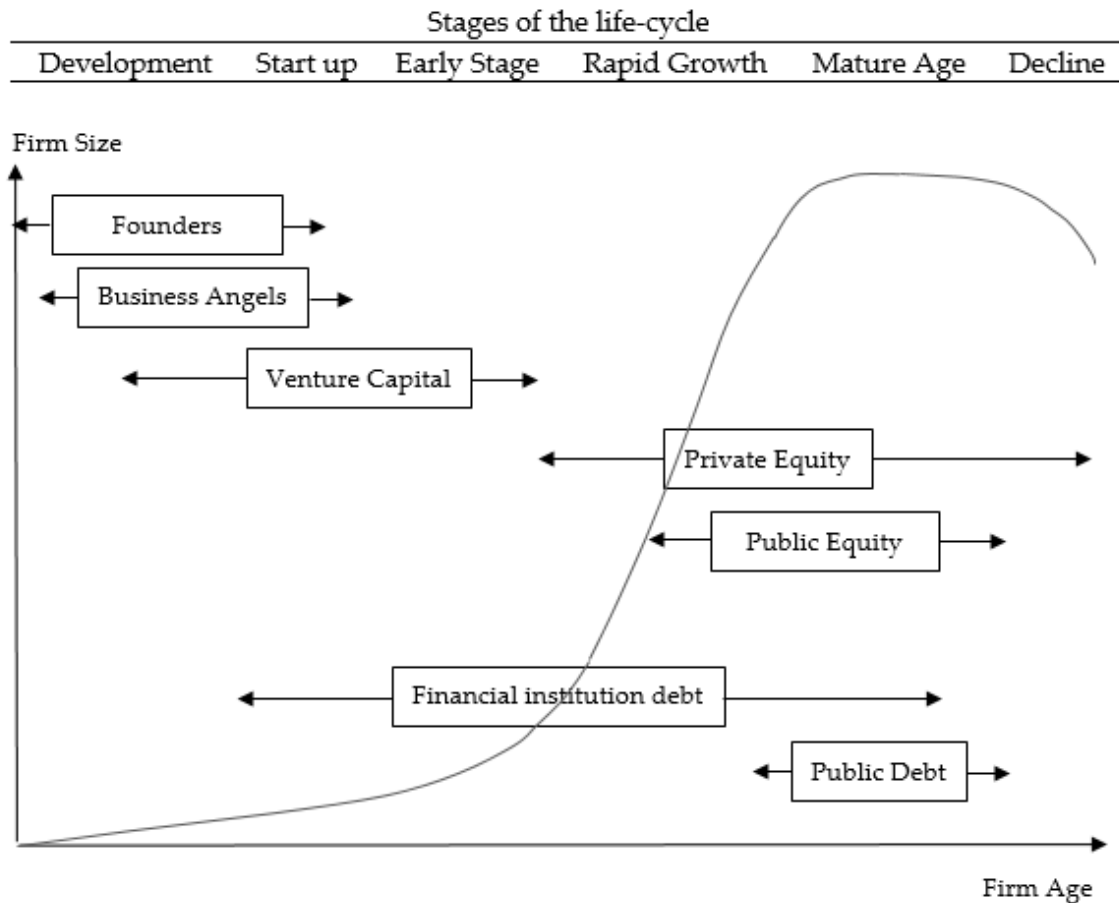 Stages of the life-cycle
Development Start up Early Stage Rapid Growth Mature Age Decline
Firm Size
Founders
Business Angels
Venture Capital
Private Equity
Public Equity
Financial institution debt
Public Debt
Firm Age